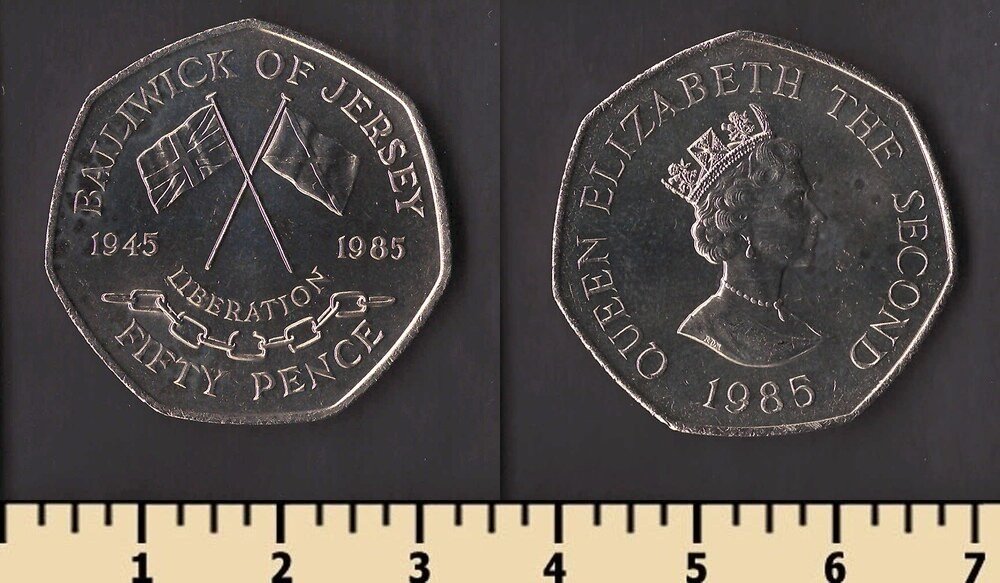 BAILIWICK OF JERSEY
1945 1985
LIBERATION
FIFTY PENCE
QUEEN ELIZABETH THE SECOND
1985
1 2 3 4 5 6 7